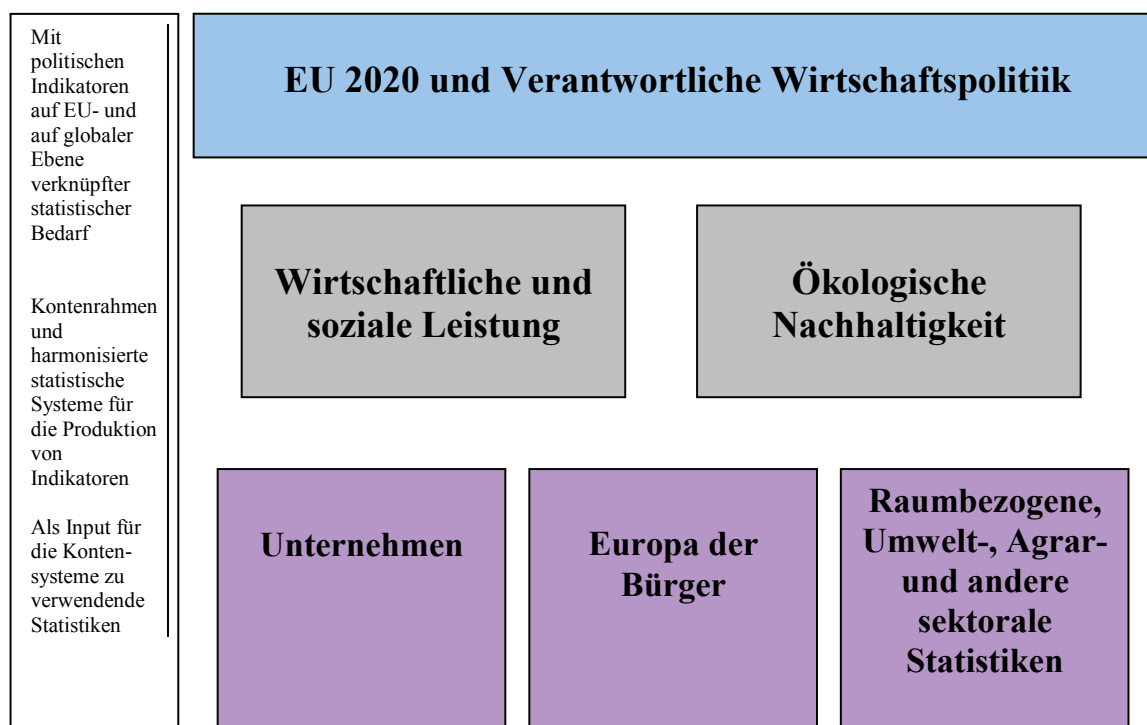 Mit
politischen
Indikatoren
auf EU- und
auf globaler
Ebene
verknüpfter
statistischer
Bedarf
Kontenrahmen
und
harmonisierte
statistische
Systeme für
die Produktion
von
Indikatoren
Als Input für
die Konten-
systeme zu
verwendende
Statistiken
EU 2020 und Verantwortliche Wirtschaftspolitiik
Wirtschaftliche und
soziale Leistung
Ökologische
Nachhaltigkeit
Unternehmen
Europa der
Bürger
Raumbezogene,
Umwelt-, Agrar-
und andere
sektorale
Statistiken